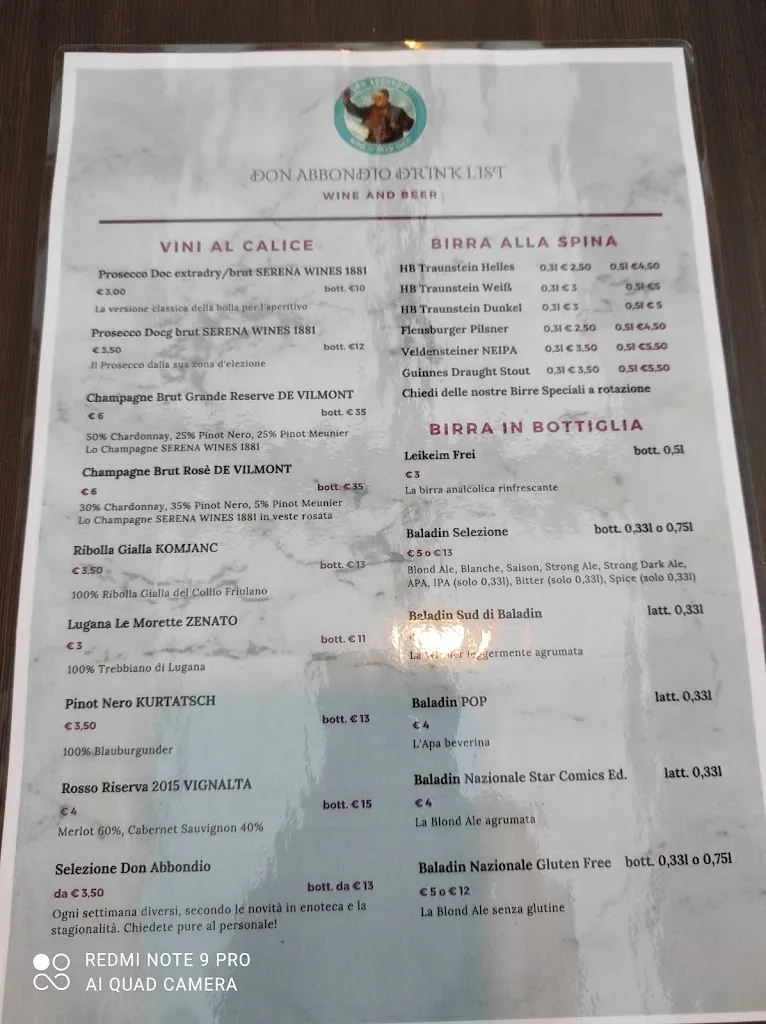 DON ABBONDIO
WINE & BEER SHOP
DON ABBONDIO DRINK LIST
WINE AND BEER
VINI AL CALICE
Prosecco Doc extradry/brut SERENA WINES 1881
€ 3,00 bott. €10
La versione classica della bolla per l'aperitivo
Prosecco Docg brut SERENA WINES 1881
€ 3,50 bott. €12
Il Prosecco dalla sua zona d'elezione
Champagne Brut Grande Reserve DE VILMONT
€ 6 bott. € 35
50% Chardonnay, 25% Pinot Nero, 25% Pinot Meunier
Lo Champagne SERENA WINES 1881
Champagne Brut Rosè DE VILMONT
€ 6 bott. € 35
30% Chardonnay, 35% Pinot Nero, 5% Pinot Meunier
Lo Champagne SERENA WINES 1881 in veste rosata
Ribolla Gialla KOMJANC
€ 3,50 bott. € 13
100% Ribolla Gialla del Collio Friulano
Lugana Le Morette ZENATO
€ 3 bott. € 11
100% Trebbiano di Lugana
Pinot Nero KURTATSCH
€ 3,50 bott. € 13
100% Blauburgunder
Rosso Riserva 2015 VIGNALTA
€ 4 bott. € 15
Merlot 60%, Cabernet Sauvignon 40%
Selezione Don Abbondio
da € 3,50 bott. da € 13
Ogni settimana diversi, secondo le novità in enoteca e la
stagionalità. Chiedete pure al personale!
BIRRA ALLA SPINA
HB Traunstein Helles 0,3l € 2,50 0,5l €4,50
HB Traunstein Weiß 0,3l € 3 0,5l €5
HB Traunstein Dunkel 0,3l € 3 0,5l € 5
Flensburger Pilsner 0,3l € 2,50 0,5l €4,50
Veldensteiner NEIPA 0,3l € 3,50 0,5l €5,50
Guinnes Draught Stout 0,3l € 3,50 0,5l €5,50
Chiedi delle nostre Birre Speciali a rotazione
BIRRA IN BOTTIGLIA
Leikeim Frei bott. 0,5l
€ 3
La birra analcolica rinfrescante
Baladin Selezione bott. 0,33l o 0,75l
€ 5 o € 13
Blond Ale, Blanche, Saison, Strong Ale, Strong Dark Ale,
APA, IPA (solo 0,33l), Bitter (solo 0,33l), Spice (solo 0,33l)
Beladin Sud di Baladin latt. 0,33l
La leggermente agrumata
Baladin POP latt. 0,33l
€ 4
L'Apa beverina
Baladin Nazionale Star Comics Ed. latt. 0,33l
€ 4
La Blond Ale agrumata
Baladin Nazionale Gluten Free bott. 0,33l o 0,75l
€ 5 o € 12
La Blond Ale senza glutine
REDMI NOTE 9 PRO
AI QUAD CAMERA